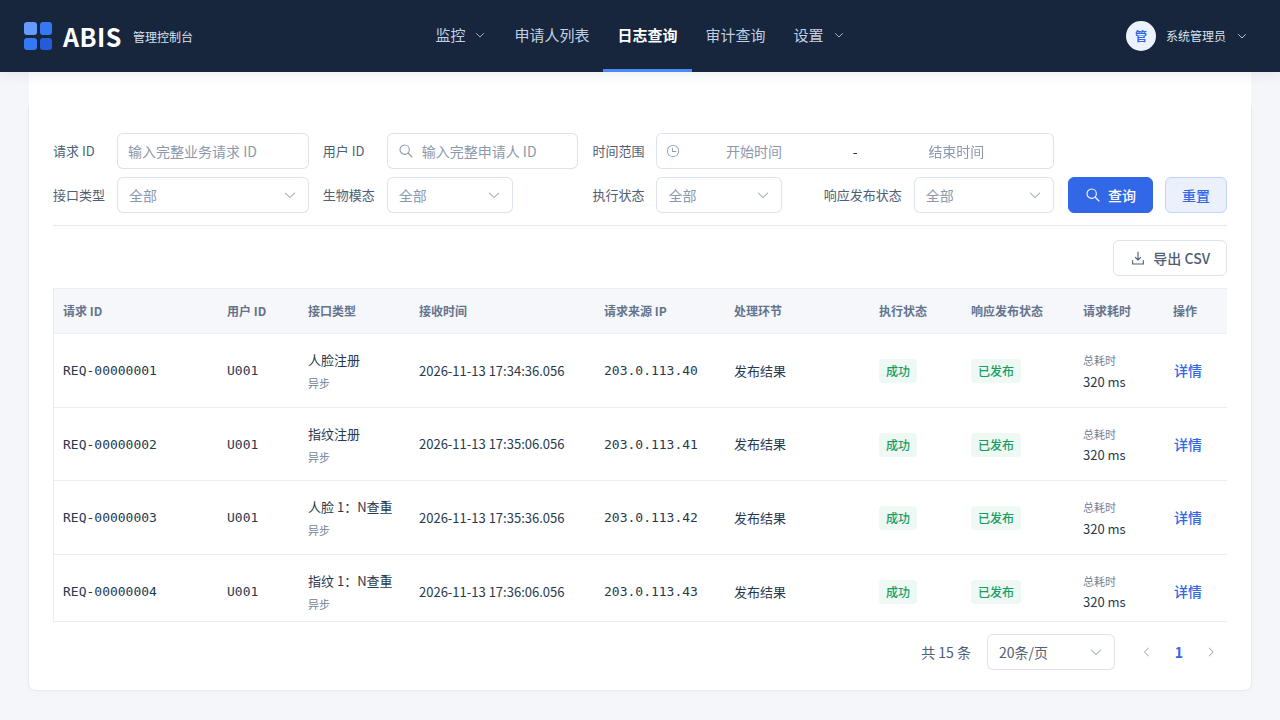 ABIS 管理控制台 监控 申请人列表 日志查询 审计查询 设置 管 系统管理员
请求 ID 输入完整业务请求 ID 用户 ID 输入完整申请人 ID 时间范围 开始时间 - 结束时间
接口类型 全部 生物模态 全部 执行状态 全部 响应发布状态 全部 查询 重置
导出 CSV
请求 ID 用户 ID 接口类型 接收时间 请求来源 IP 处理环节 执行状态 响应发布状态 请求耗时 操作
REQ-00000001 U001 人脸注册 异步 2026-11-13 17:34:36.056 203.0.113.40 发布结果 成功 已发布 总耗时 320 ms 详情
REQ-00000002 U001 指纹注册 异步 2026-11-13 17:35:06.056 203.0.113.41 发布结果 成功 已发布 总耗时 320 ms 详情
REQ-00000003 U001 人脸 1：N查重 异步 2026-11-13 17:35:36.056 203.0.113.42 发布结果 成功 已发布 总耗时 320 ms 详情
REQ-00000004 U001 指纹 1：N查重 异步 2026-11-13 17:36:06.056 203.0.113.43 发布结果 成功 已发布 总耗时 320 ms 详情
共 15 条 20条/页 1